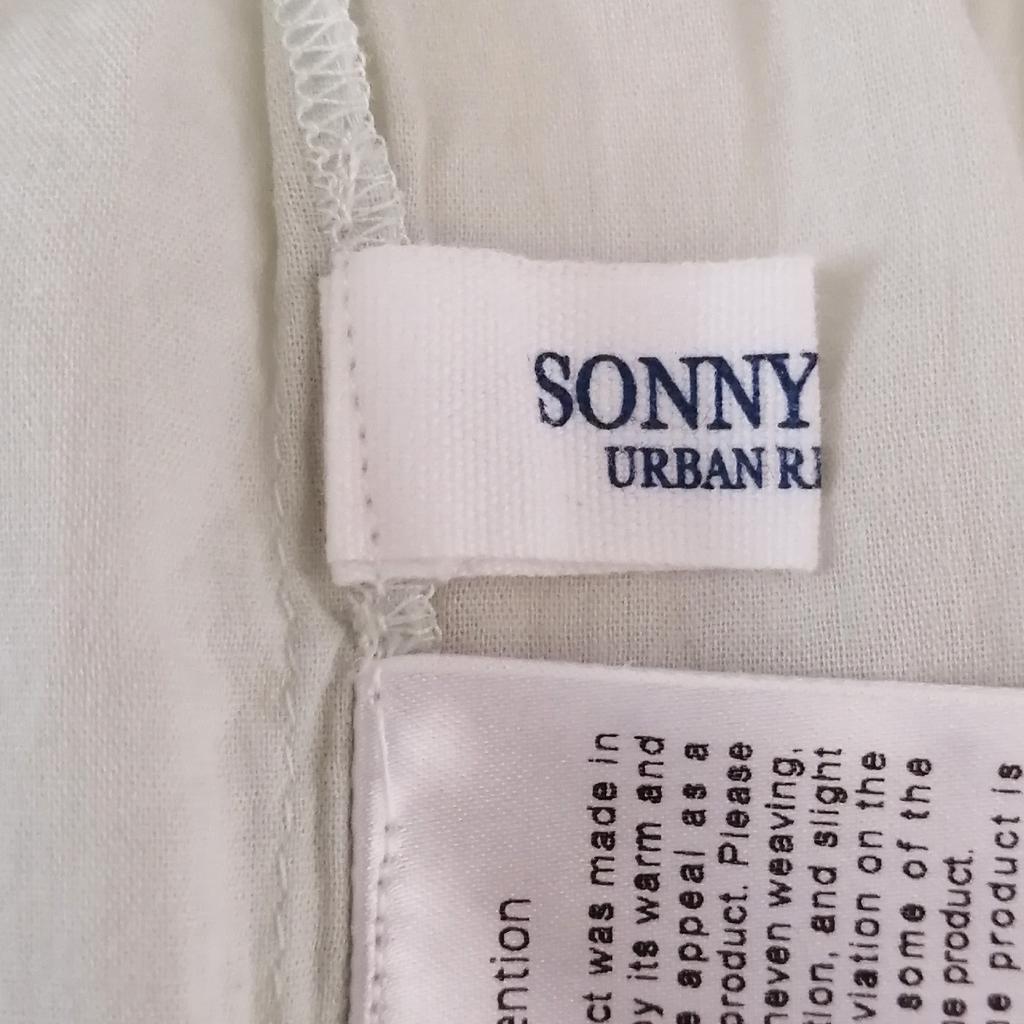 SONNY
URBAN R
ention
ct was made in
y its warm and
e appeal as a
product. Please
neven weaving,
tion, and slight
viation on the
some of the
e product.
e product is